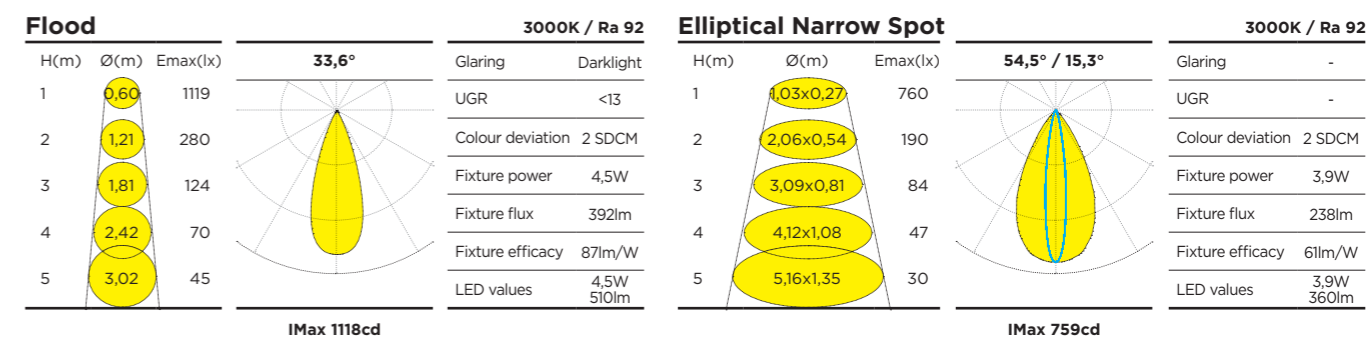 Flood
3000K / Ra 92
H(m) Ø(m) Emax(lx)
1 0,60 1119
2 1,21 280
3 1,81 124
4 2,42 70
5 3,02 45
33,6°
IMax 1118cd
Glaring Darklight
UGR <13
Colour deviation 2 SDCM
Fixture power 4,5W
Fixture flux 392lm
Fixture efficacy 87lm/W
LED values 4,5W
510lm
Elliptical Narrow Spot
3000K / Ra 92
H(m) Ø(m) Emax(lx)
1 1,03x0,27 760
2 2,06x0,54 190
3 3,09x0,81 84
4 4,12x1,08 47
5 5,16x1,35 30
54,5° / 15,3°
IMax 759cd
Glaring -
UGR -
Colour deviation 2 SDCM
Fixture power 3,9W
Fixture flux 238lm
Fixture efficacy 61lm/W
LED values 3,9W
360lm